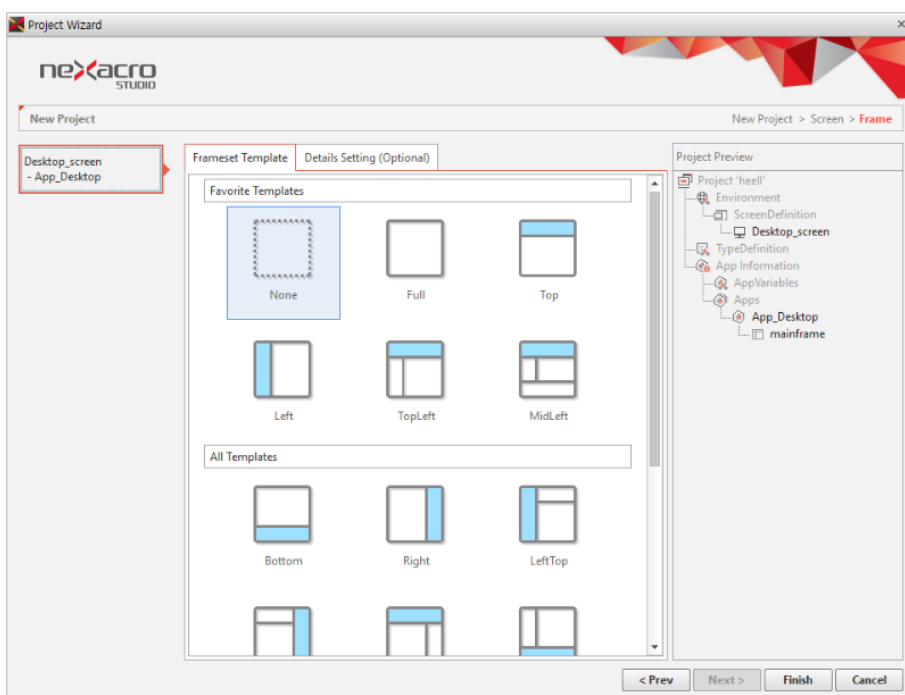 Project Wizard
nexacro
STUDIO
New Project
New Project > Screen > Frame
Desktop_screen
- App_Desktop
Frameset Template
Details Setting (Optional)
Favorite Templates
None
Full
Top
Left
TopLeft
MidLeft
All Templates
Bottom
Right
LeftTop
Project Preview
Project 'heell'
Environment
ScreenDefinition
Desktop_screen
TypeDefinition
App Information
AppVariables
Apps
App_Desktop
mainframe
< Prev
Next >
Finish
Cancel